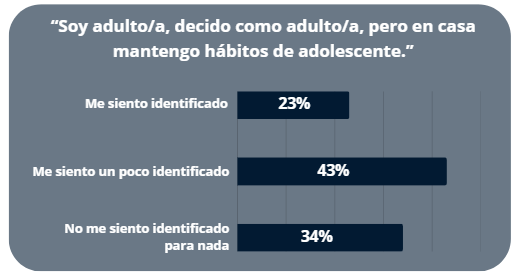 “Soy adulto/a, decido como adulto/a, pero en casa
mantengo hábitos de adolescente.”
Me siento identificado
23%
Me siento un poco identificado
43%
No me siento identificado
para nada
34%